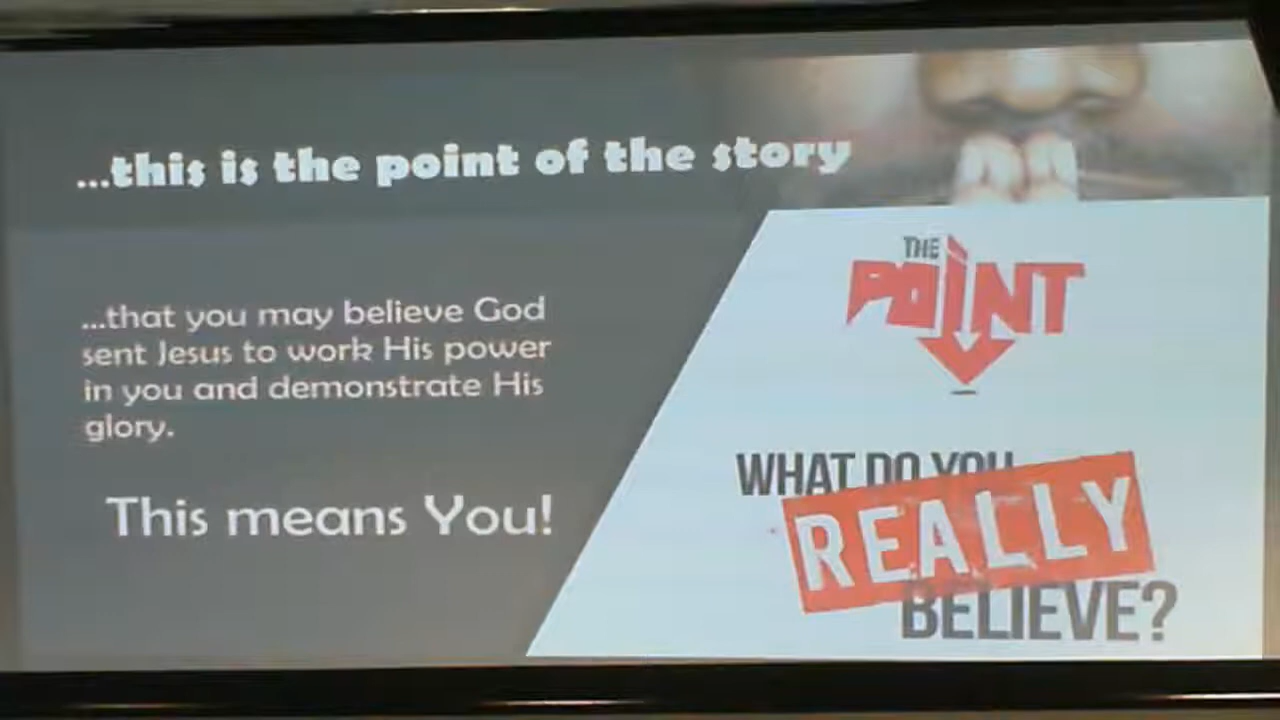 ...this is the point of the story
...that you may believe God
sent Jesus to work His power
in you and demonstrate His
glory.
This means You!
THE
POiNT
WHAT DO YOU
REALLY
BELIEVE?